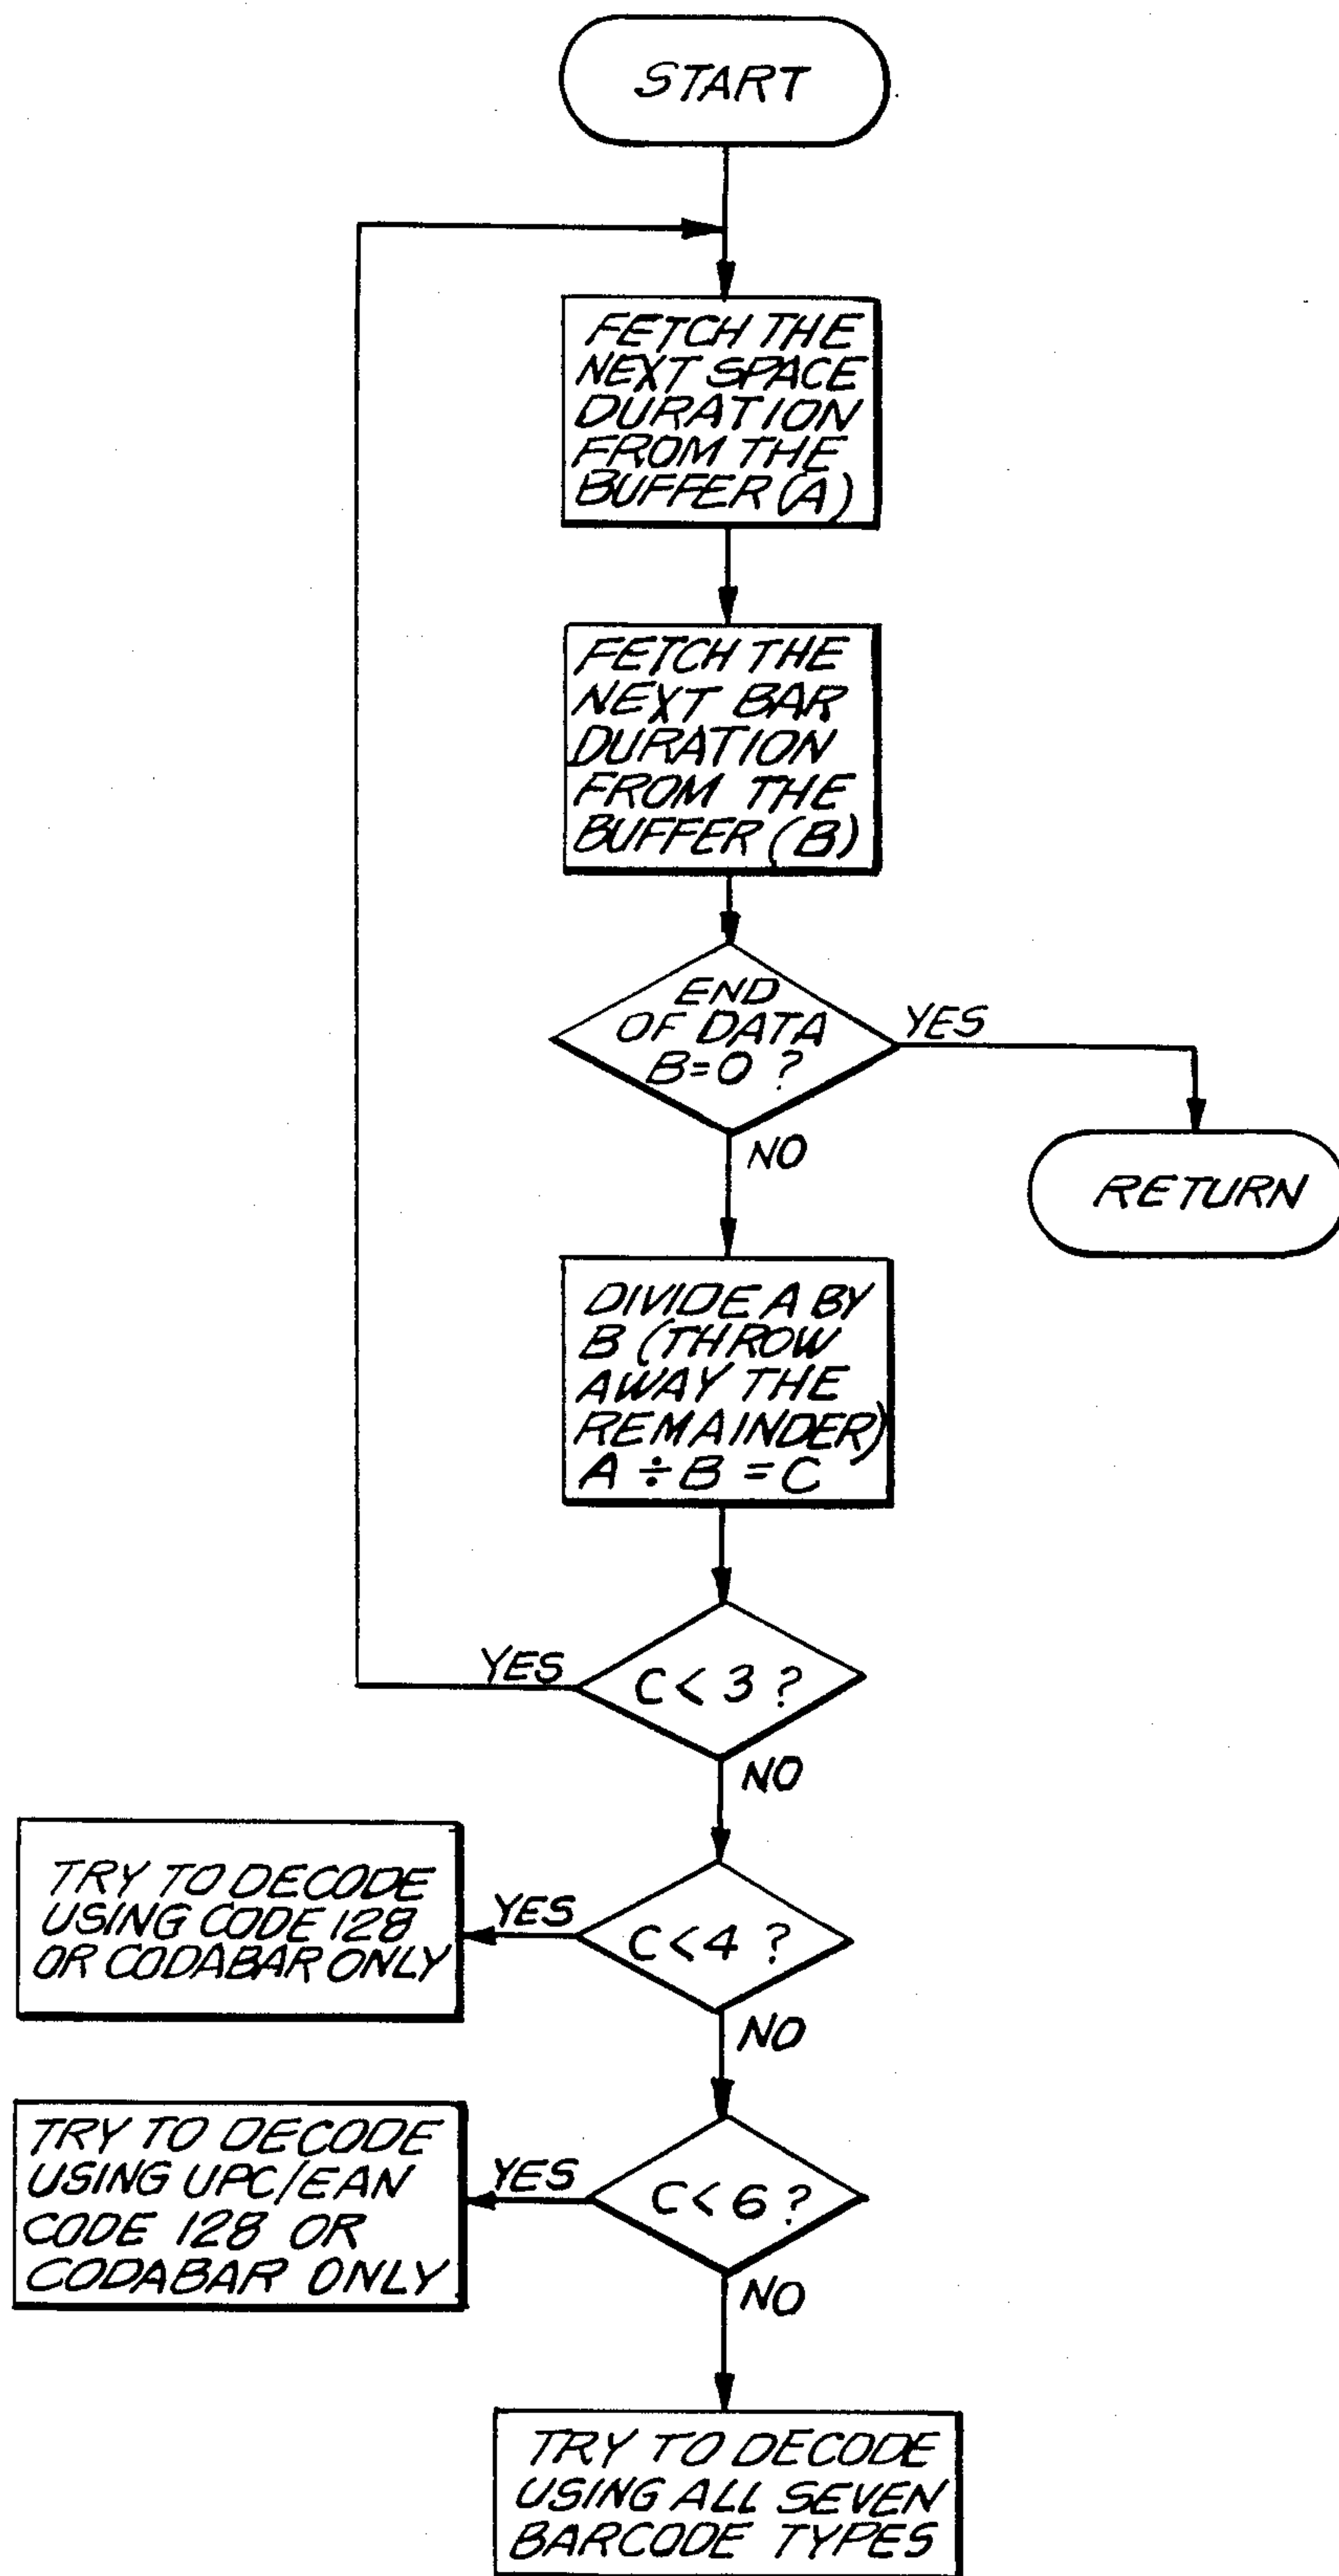 START
FETCH THE
NEXT SPACE
DURATION
FROM THE
BUFFER (A)
FETCH THE
NEXT BAR
DURATION
FROM THE
BUFFER (B)
END
OF DATA
B=0 ?
YES
NO
RETURN
DIVIDE A BY
B (THROW
AWAY THE
REMAINDER)
A ÷ B = C
YES
C < 3 ?
NO
TRY TO DECODE
USING CODE 128
OR CODABAR ONLY
YES
C < 4 ?
NO
TRY TO DECODE
USING UPC/EAN
CODE 128 OR
CODABAR ONLY
YES
C < 6 ?
NO
TRY TO DECODE
USING ALL SEVEN
BARCODE TYPES